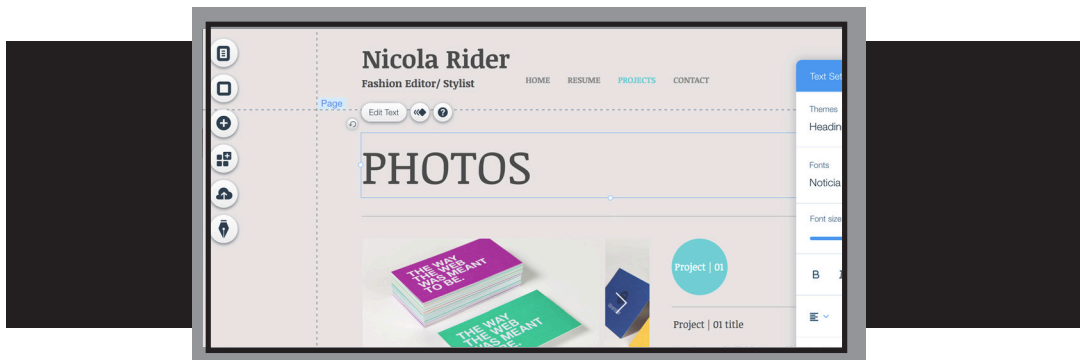 Nicola Rider
Fashion Editor/ Stylist
HOME RESUME PROJECTS CONTACT
Page
Edit Text
PHOTOS
Text Set
Themes
Headin
Fonts
Noticia
Font size
B
THE WAY
THE WEB
WAS MEANT
TO BE.
THE WAY
THE WEB
WAS MEANT
Project | 01
Project | 01 title